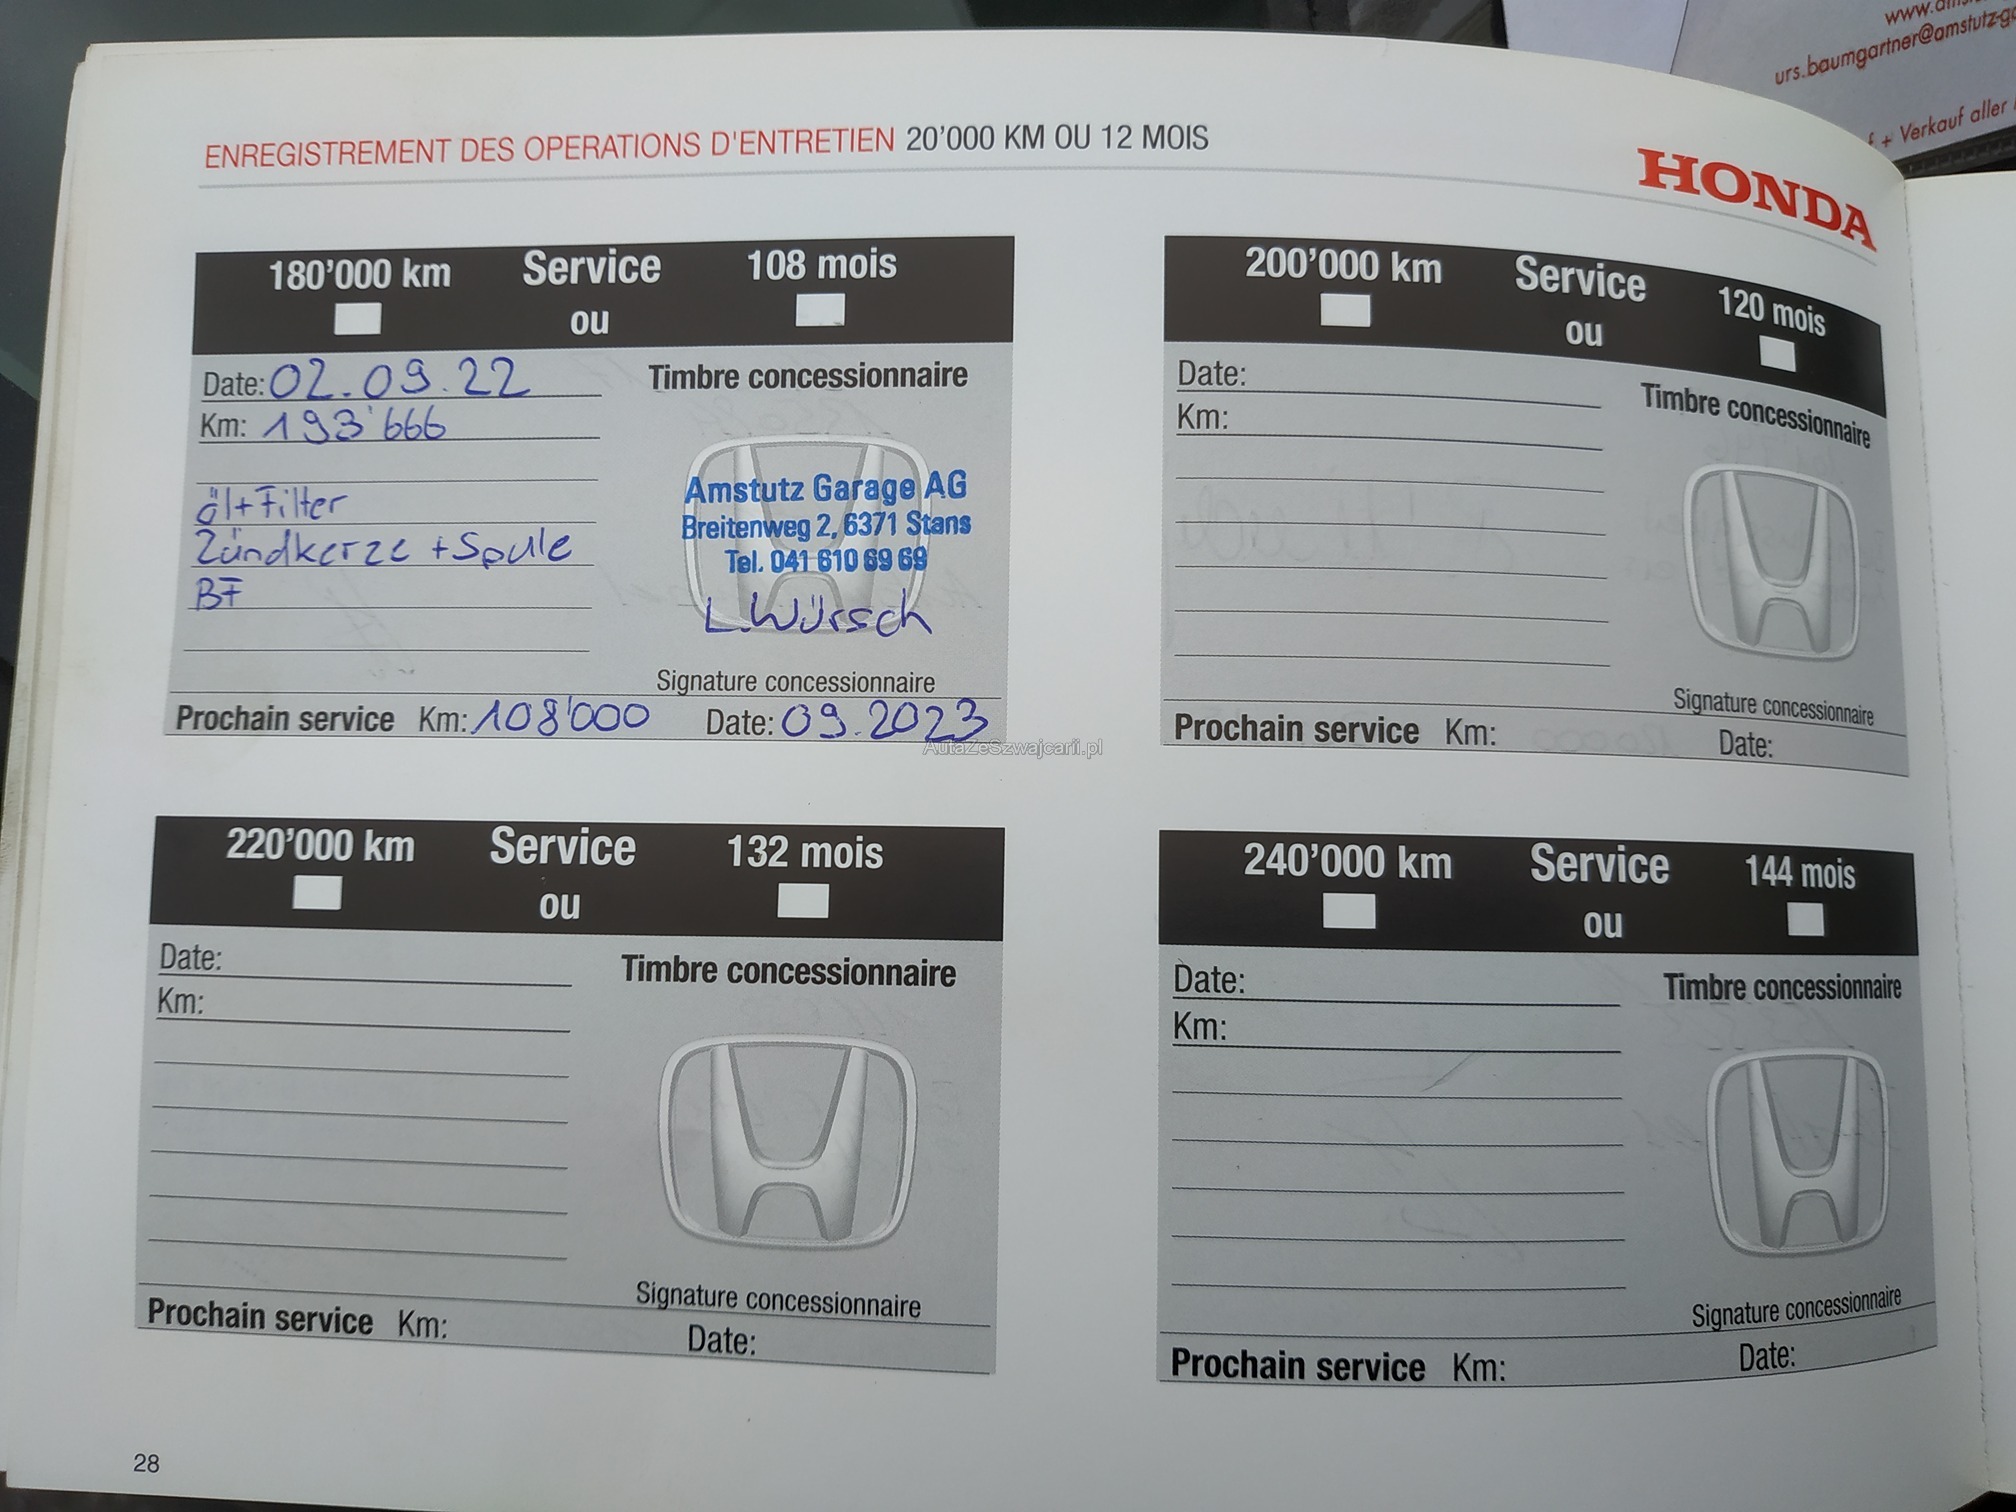 www.
urs.baumgartner@amstutz-g
+ Verkauf aller
ENREGISTREMENT DES OPERATIONS D'ENTRETIEN 20'000 KM OU 12 MOIS
HONDA
180'000 km Service 108 mois
ou
Date: 02.09.22
Timbre concessionnaire
Km: 193'666
öl+Filter
Zündkerze + Spule
BF
Amstutz Garage AG
Breitenweg 2, 6371 Stans
Tel. 041 610 69 69
L.Würsch
Signature concessionnaire
Prochain service Km: 108'000 Date: 09.2023
AutaZeSzwajcarii.pl
200'000 km Service 120 mois
ou
Date:
Timbre concessionnaire
Km:
Signature concessionnaire
Prochain service Km: Date:
220'000 km Service 132 mois
ou
Date:
Timbre concessionnaire
Km:
Signature concessionnaire
Prochain service Km: Date:
240'000 km Service 144 mois
ou
Date:
Timbre concessionnaire
Km:
Signature concessionnaire
Prochain service Km: Date:
28